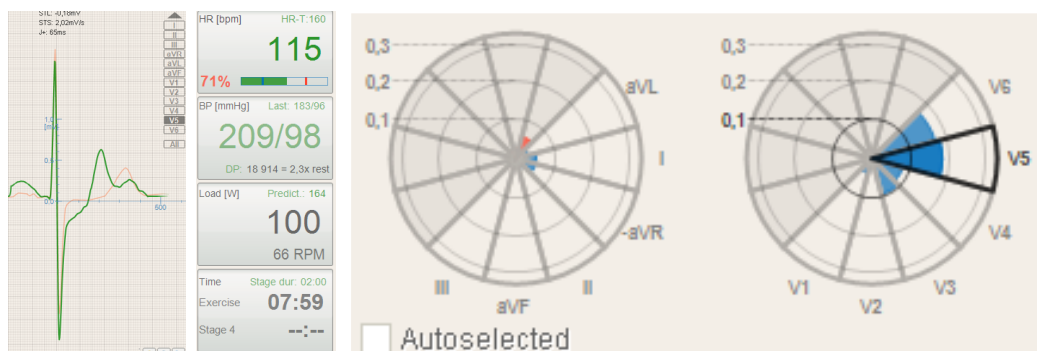 STL: -0,18mV
STS: 2,02mV/s
J+: 65ms
I
II
III
aVR
aVL
aVF
V1
V2
V3
V4
V5
V6
All
1,0
[mV]
0,5
0,0
500
HR [bpm] HR-T:160
115
71%
BP [mmHg] Last: 183/96
209/98
DP: 18 914 = 2,3x rest
Load [W] Predict.: 164
100
66 RPM
Time Stage dur: 02:00
Exercise 07:59
Stage 4 --:--
0,3
0,2
0,1
aVL
I
-aVR
II
aVF
III
Autoselected
0,3
0,2
0,1
V6
V5
V4
V3
V2
V1